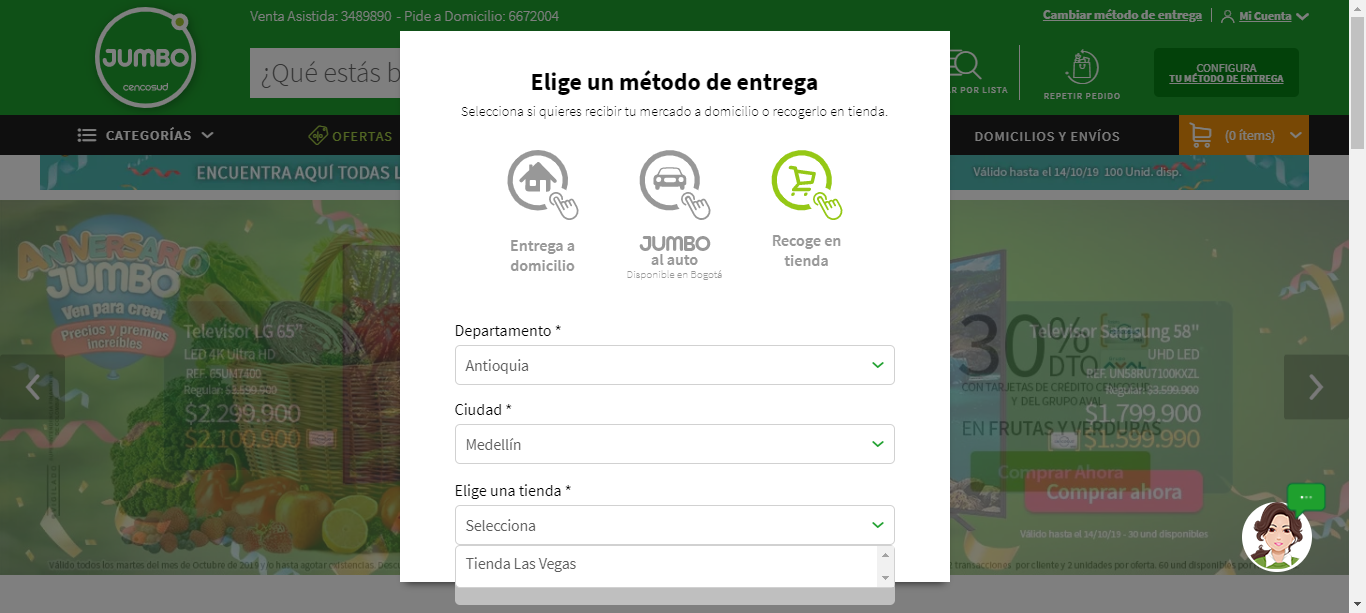 Venta Asistida: 3489890 - Pide a Domicilio: 6672004
Cambiar método de entrega
Mi Cuenta
JUMBO
cencosud
¿Qué estás b
R POR LISTA
REPETIR PEDIDO
CONFIGURA
TU MÉTODO DE ENTREGA
CATEGORÍAS
OFERTAS
DOMICILIOS Y ENVÍOS
(0 ítems)
ENCUENTRA AQUÍ TODAS L
Válido hasta el 14/10/19 100 Unid. disp.
Elige un método de entrega
Selecciona si quieres recibir tu mercado a domicilio o recogerlo en tienda.
Entrega a
domicilio
JUMBO
al auto
Disponible en Bogotá
Recoge en
tienda
Departamento *
Antioquia
Ciudad *
Medellín
Elige una tienda *
Selecciona
Tienda Las Vegas
ANIVERSARIO
JUMBO
Ven para creer
Precios y premios
increíbles
Televisor LG 65"
LED 4K Ultra HD
REF. 65UM7400
Regular: $3.599.900
$2.299.900
$2.100.900
30%
DTO
CON TARJETAS DE CRÉDITO CENCOSUD
Y DEL GRUPO AVAL
EN FRUTAS Y VERDURAS
Comprar Ahora
Televisor Samsung 58"
UHD LED
REF. UN58RU7100KXZL
Regular: $3.599.900
$1.799.900
$1.599.990
Comprar ahora
Válido hasta el 14/10/19 - 30 und disponibles
Válido todos los martes del mes de Octubre de 2019 y/o hasta agotar existencias.
por cliente y 2 unidades por oferta. 60 und disponibles